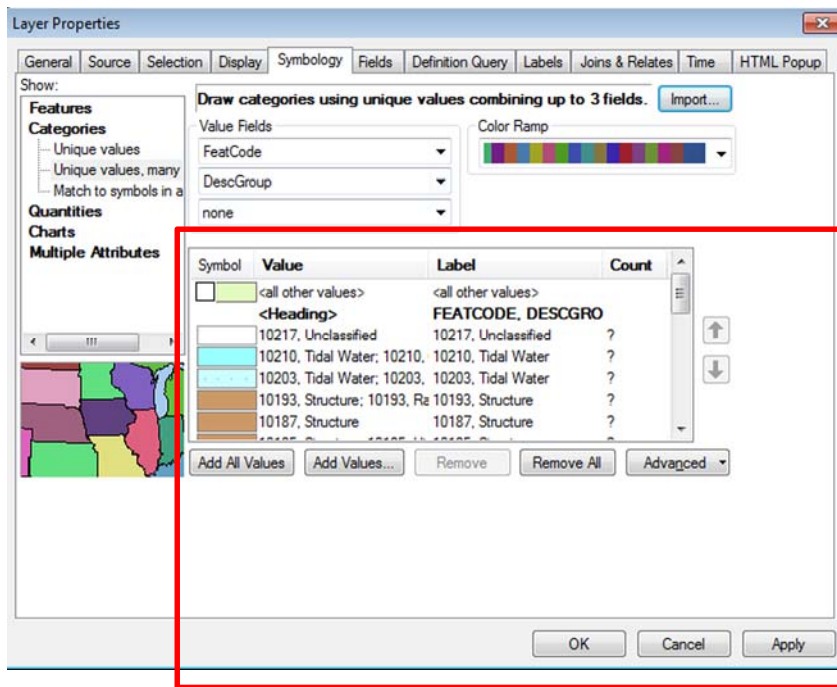 Layer Properties
General Source Selection Display Symbology Fields Definition Query Labels Joins & Relates Time HTML Popup
Show:
Features
Categories
Unique values
Unique values, many
Match to symbols in a
Quantities
Charts
Multiple Attributes
Draw categories using unique values combining up to 3 fields. Import...
Value Fields
FeatCode
DescGroup
none
Color Ramp
Symbol Value Label Count
<all other values> <all other values>
<Heading> FEATCODE, DESCGRO
10217, Unclassified 10217, Unclassified ?
10210, Tidal Water; 10210, 10210, Tidal Water ?
10203, Tidal Water; 10203, 10203, Tidal Water ?
10193, Structure; 10193, Ra 10193, Structure ?
10187, Structure 10187, Structure ?
Add All Values Add Values... Remove Remove All Advanced
OK Cancel Apply